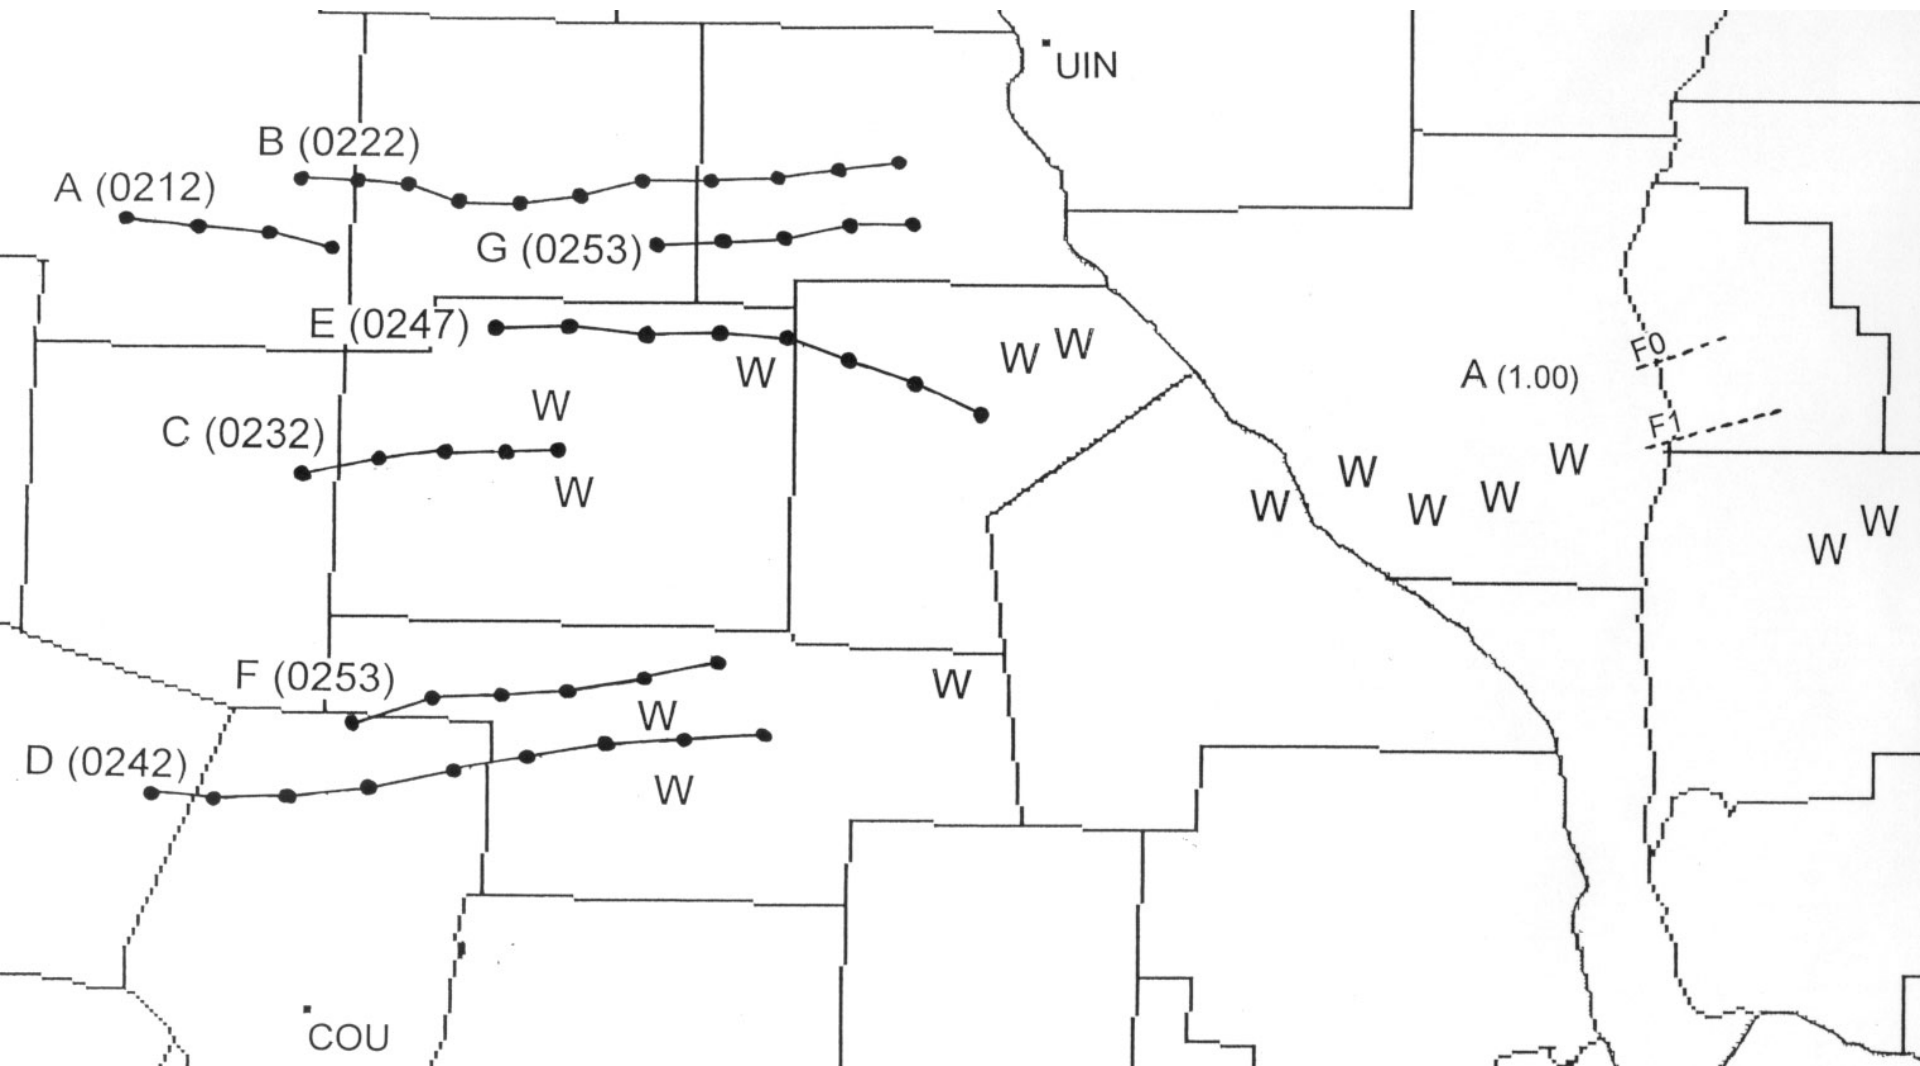 UIN
B (0222)
A (0212)
G (0253)
E (0247)
W W
F0
W
A (1.00)
W
F1
C (0232)
W
W
W
W
W
W
W
W
W
F (0253)
W
W
D (0242)
W
COU